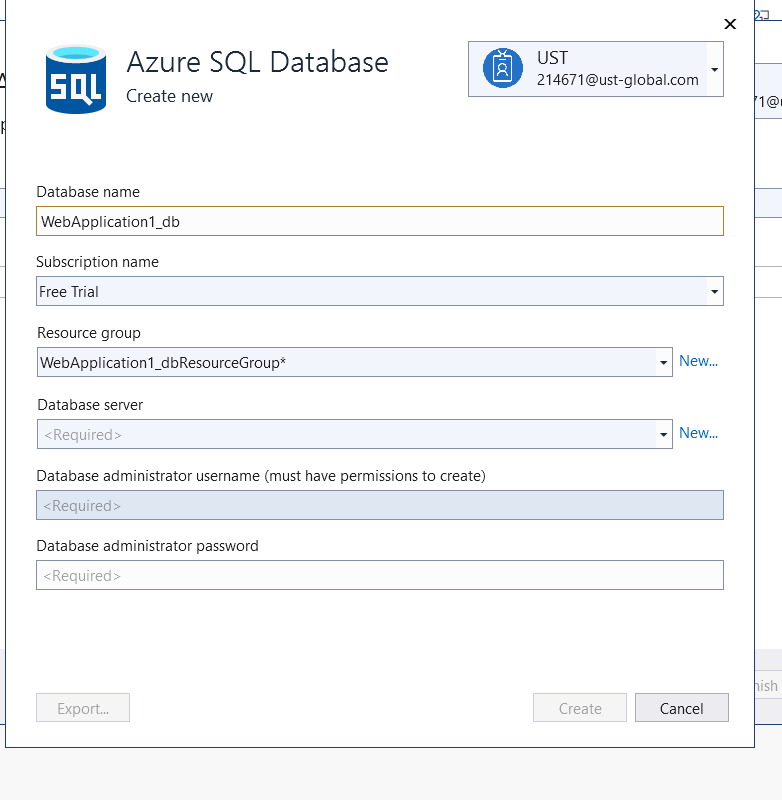 Azure SQL Database
Create new
SQL
UST
214671@ust-global.com
Database name
WebApplication1_db
Subscription name
Free Trial
Resource group
WebApplication1_dbResourceGroup*
New...
Database server
<Required>
New...
Database administrator username (must have permissions to create)
<Required>
Database administrator password
<Required>
Export...
Create
Cancel